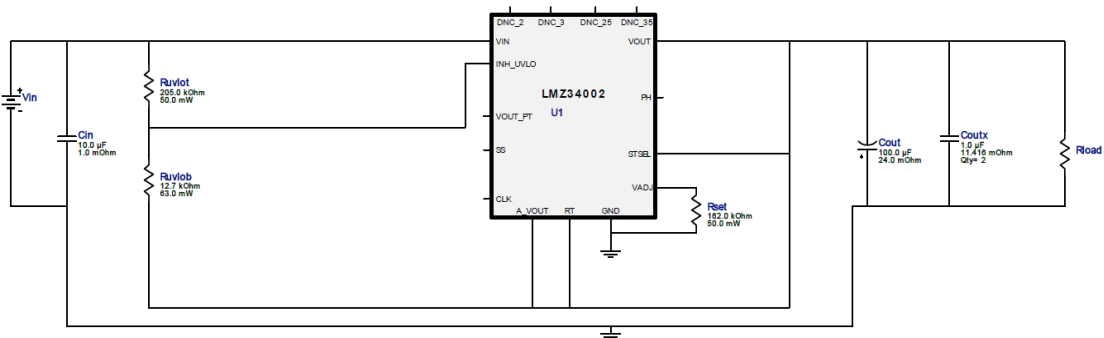 DNC_2 DNC_3 DNC_25 DNC_35
VIN VOUT
INH_UVLO
LMZ34002
U1
PH
VOUT_PT
SS
STSEL
VADJ
CLK
A_VOUT RT GND
Vin
+
-
Cin
10.0 µF
1.0 mOhm
Ruvlot
205.0 kOhm
50.0 mW
Ruvlob
12.7 kOhm
63.0 mW
Rset
162.0 kOhm
50.0 mW
Cout
100.0 µF
24.0 mOhm
Coutx
1.0 µF
11.416 mOhm
Qty= 2
Rload